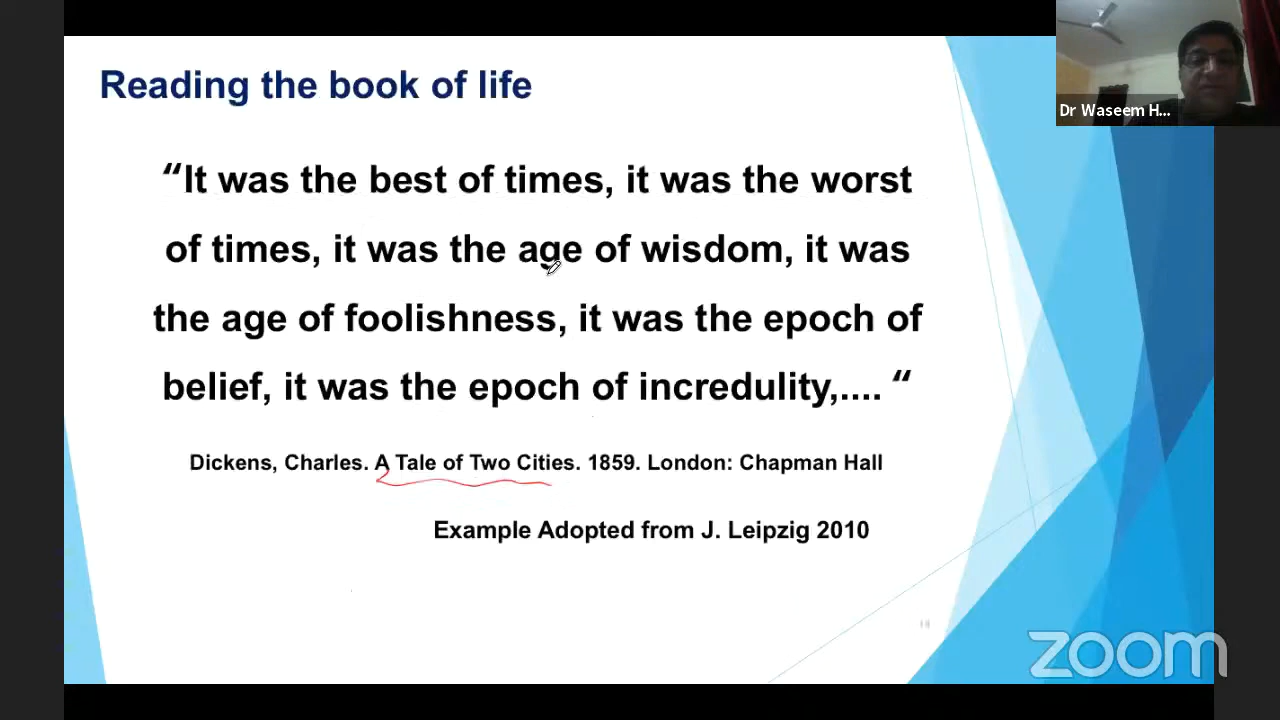 Reading the book of life
Dr Waseem H...
“It was the best of times, it was the worst
of times, it was the age of wisdom, it was
the age of foolishness, it was the epoch of
belief, it was the epoch of incredulity,.... “
Dickens, Charles. A Tale of Two Cities. 1859. London: Chapman Hall
Example Adopted from J. Leipzig 2010
zoom